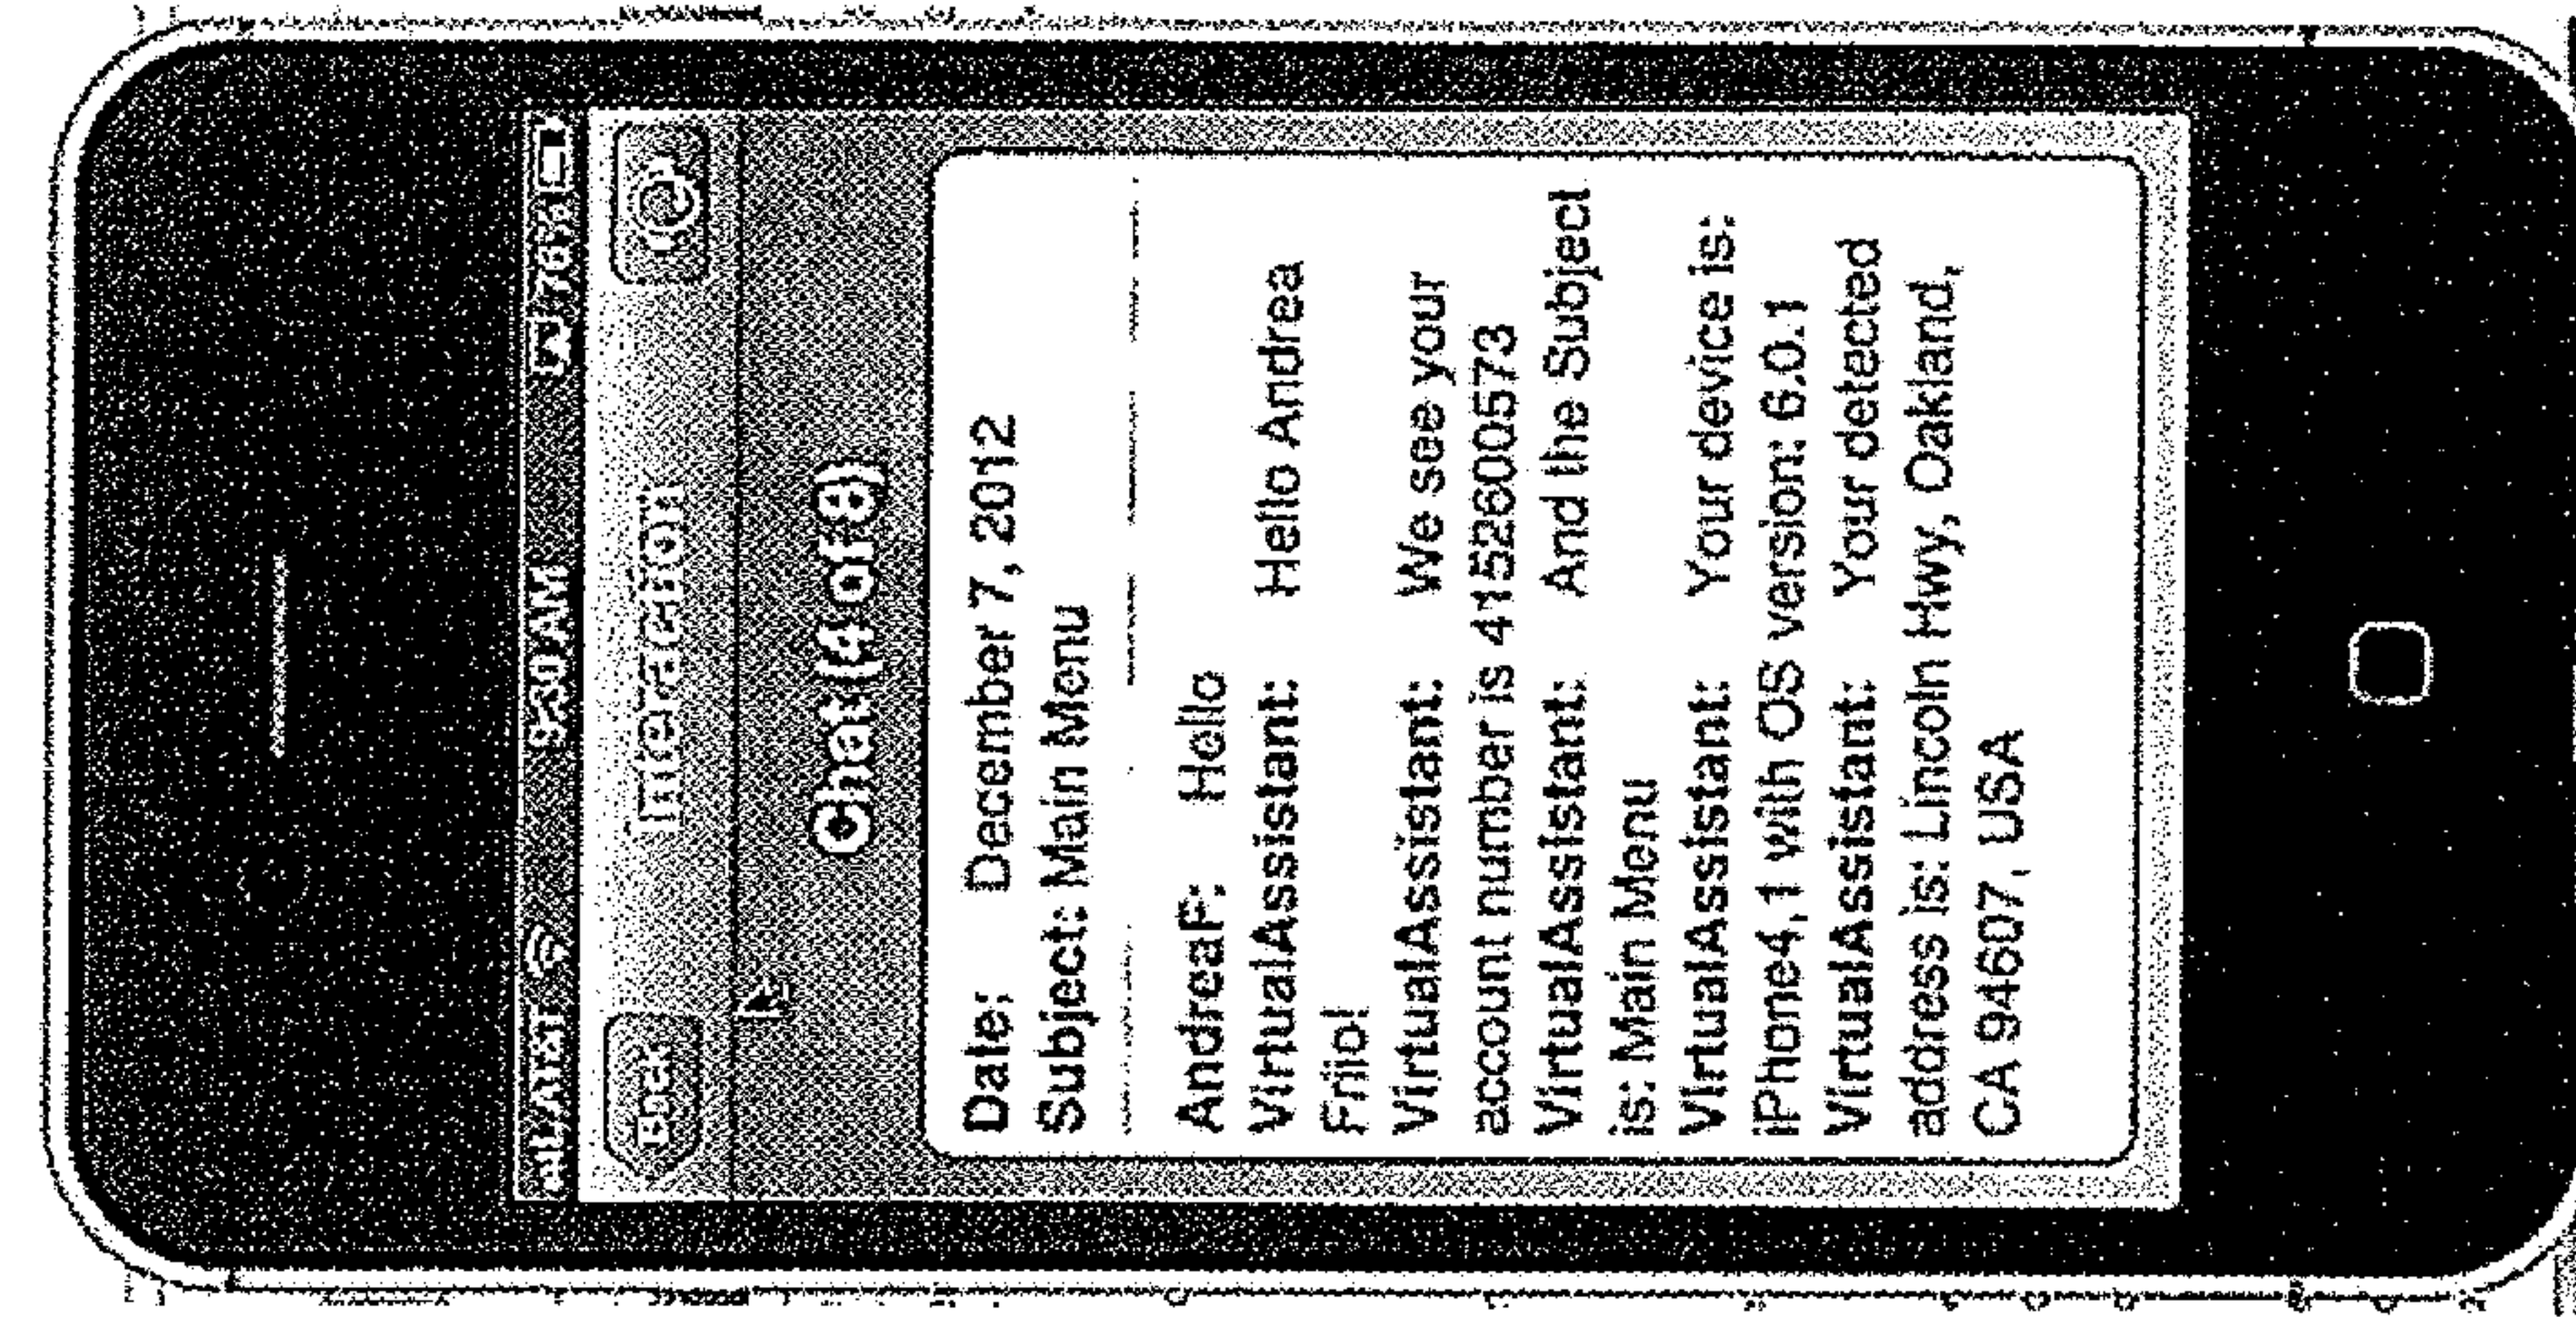 AT&T 9:30 AM 76%
Back Interaction
Chat (4 of 8)
Date: December 7, 2012
Subject: Main Menu
AndreaF: Hello
VirtualAssistant: Hello Andrea
Friio!
VirtualAssistant: We see your
account number is 4152600573
VirtualAssistant: And the Subject
is: Main Menu
VirtualAssistant: Your device is:
iPhone4,1 with OS version: 6.0.1
VirtualAssistant: Your detected
address is: Lincoln Hwy, Oakland,
CA 94607, USA